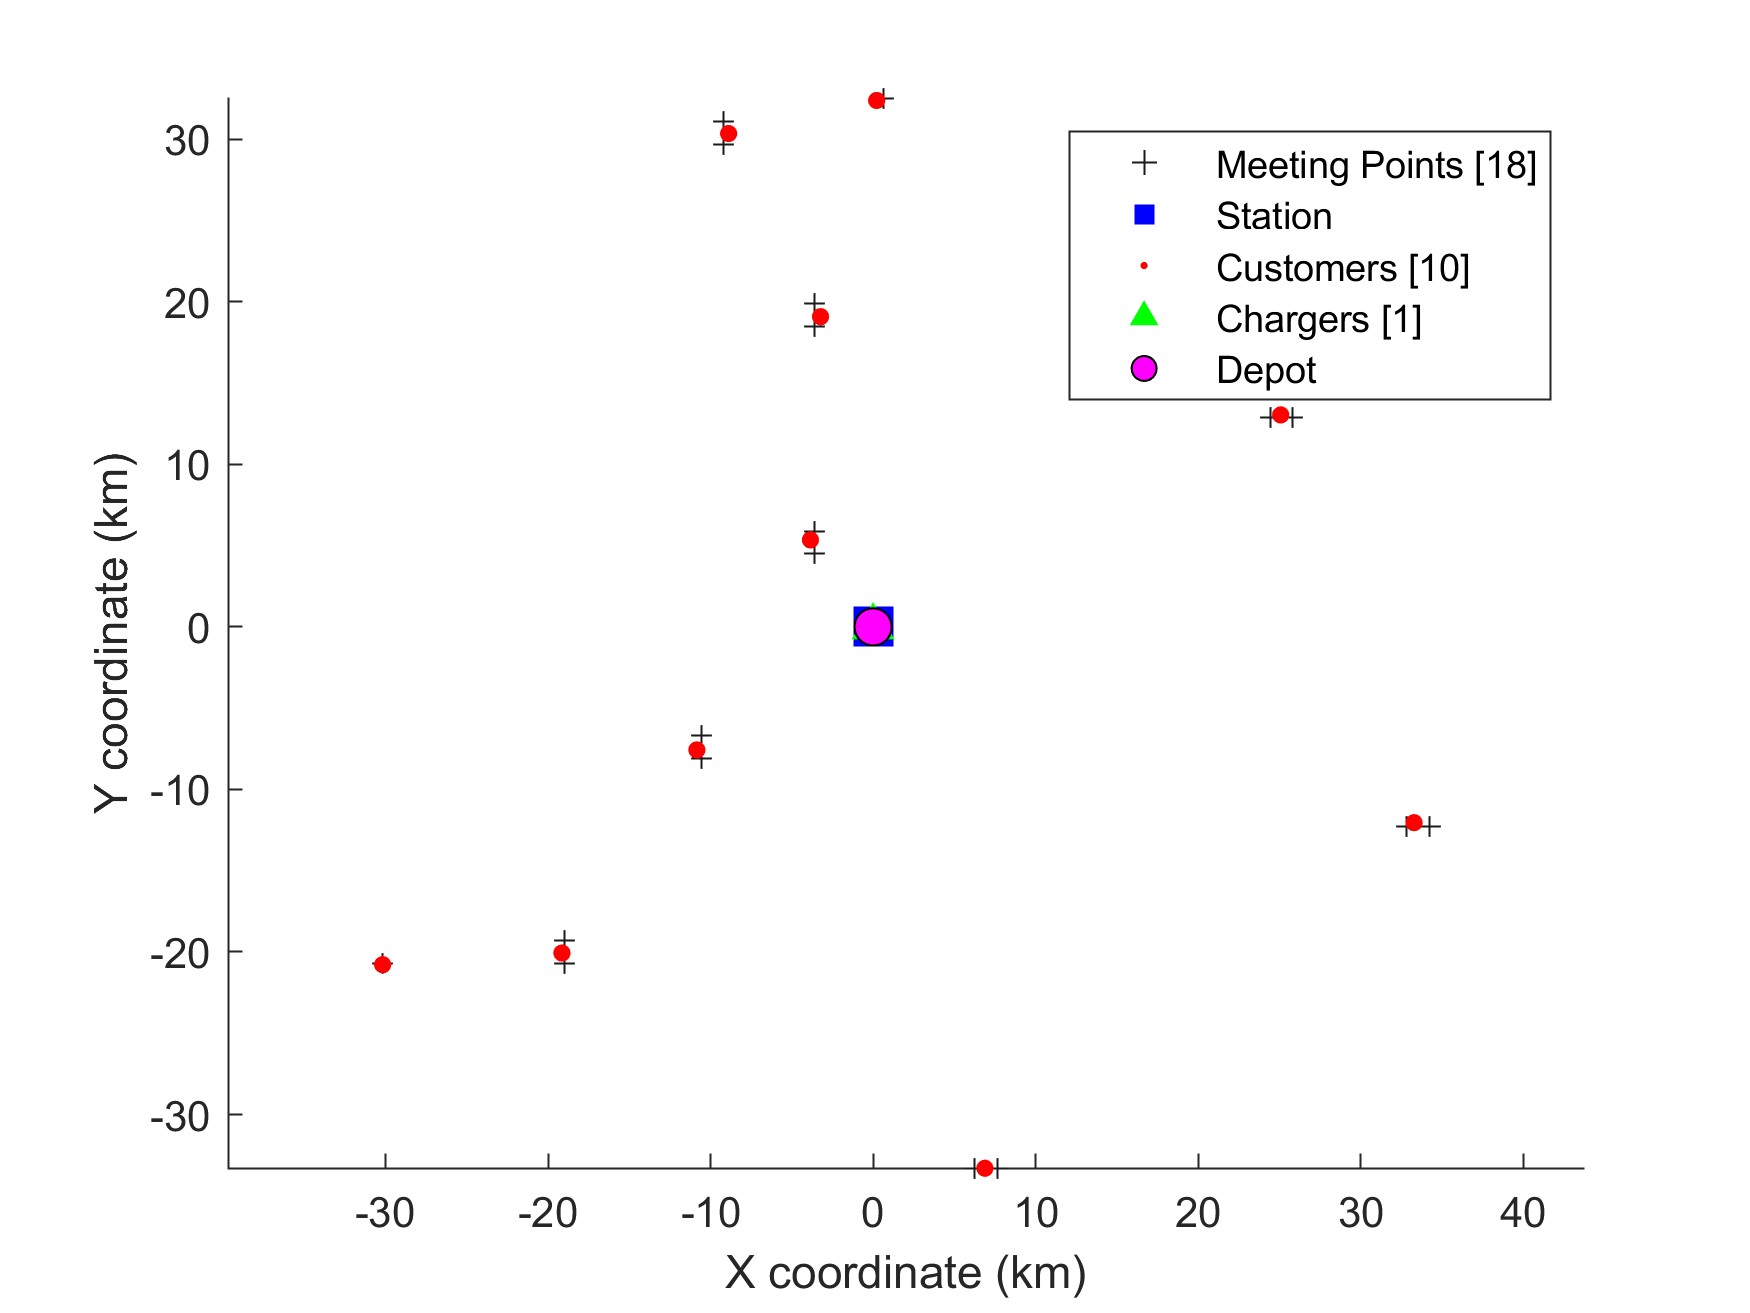 30
20
10
0
-10
-20
-30
Y coordinate (km)
Meeting Points [18]
Station
Customers [10]
Chargers [1]
Depot
-30 -20 -10 0 10 20 30 40
X coordinate (km)